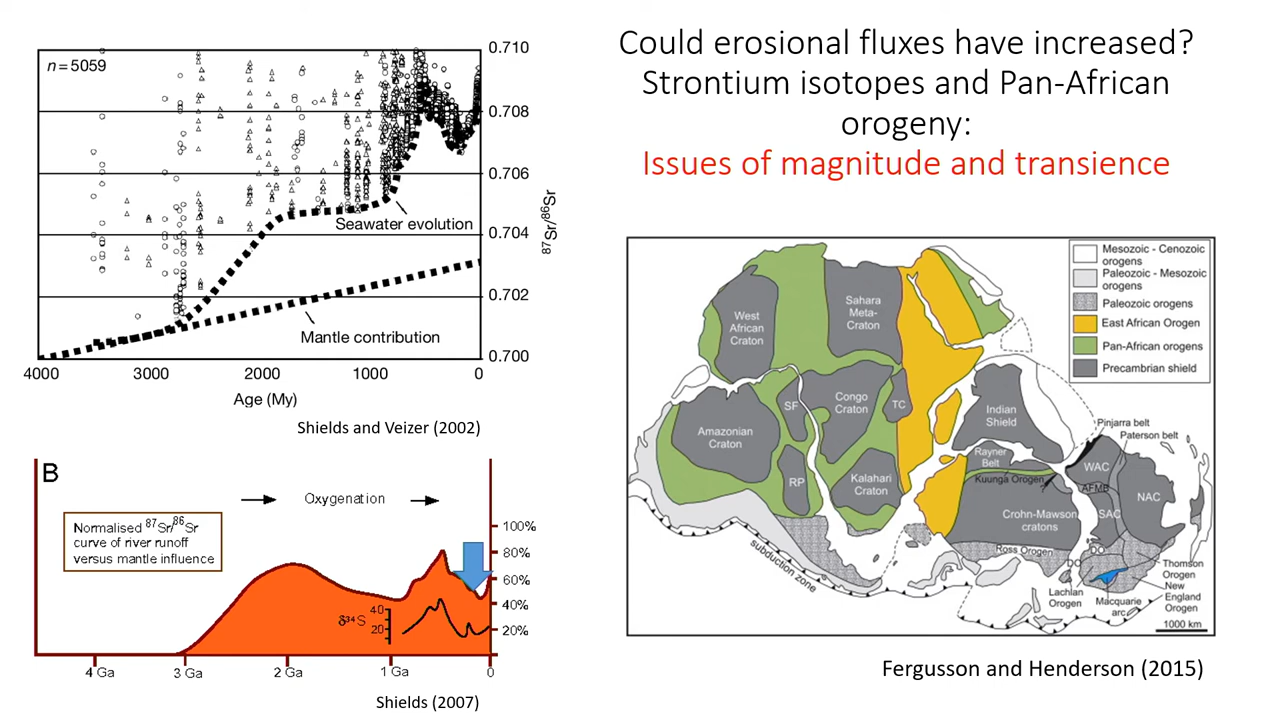 Could erosional fluxes have increased?
Strontium isotopes and Pan-African
orogeny:
Issues of magnitude and transience
n = 5059
0.710
0.708
0.706
0.704
0.702
0.700
87Sr/86Sr
Seawater evolution
Mantle contribution
4000 3000 2000 1000 0
Age (My)
Shields and Veizer (2002)
B
Oxygenation
Normalised 87Sr/86Sr
curve of river runoff
versus mantle influence
100%
80%
60%
40%
20%
δ34S
40
20
4 Ga 3 Ga 2 Ga 1 Ga 0
Shields (2007)
Mesozoic - Cenozoic
orogens
Paleozoic - Mesozoic
orogens
Paleozoic orogens
East African Orogen
Pan-African orogens
Precambrian shield
West
African
Craton
Sahara
Meta-
Craton
Amazonian
Craton
SF
Congo
Craton
TC
RP
Kalahari
Craton
Indian
Shield
Rayner
Belt
Kuunga Orogen
Crohn-Mawson
cratons
Pinjarra belt
Paterson belt
WAC
AFMB
NAC
SAC
Ross Orogen
DO
DO
Thomson
Orogen
New
England
Orogen
Lachlan
Orogen
Macquarie
arc
subduction zone
1000 km
Fergusson and Henderson (2015)